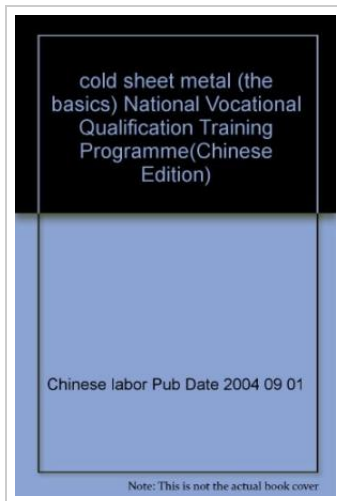 cold sheet metal (the
basics) National Vocational
Qualification Training
Programme(Chinese
Edition)
Chinese labor Pub Date 2004 09 01
Note: This is not the actual book cover